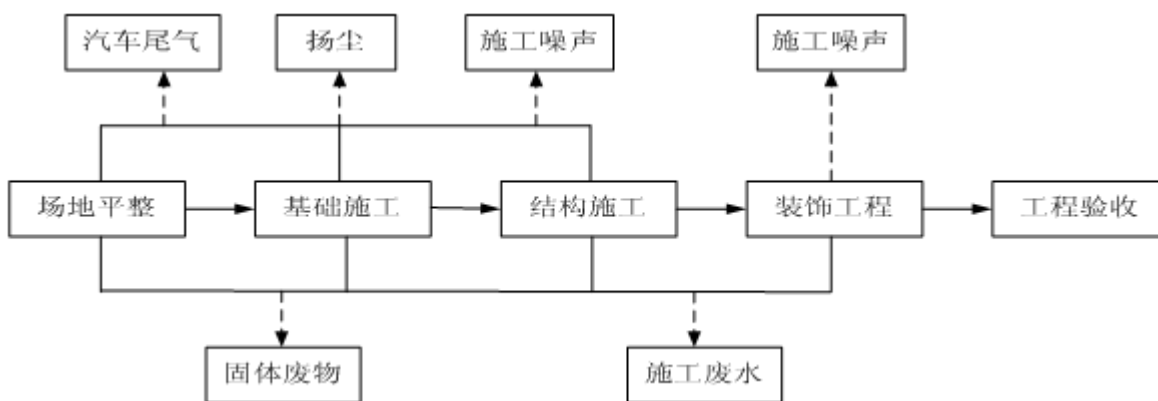 汽车尾气
扬尘
施工噪声
施工噪声
场地平整
基础施工
结构施工
装饰工程
工程验收
固体废物
施工废水